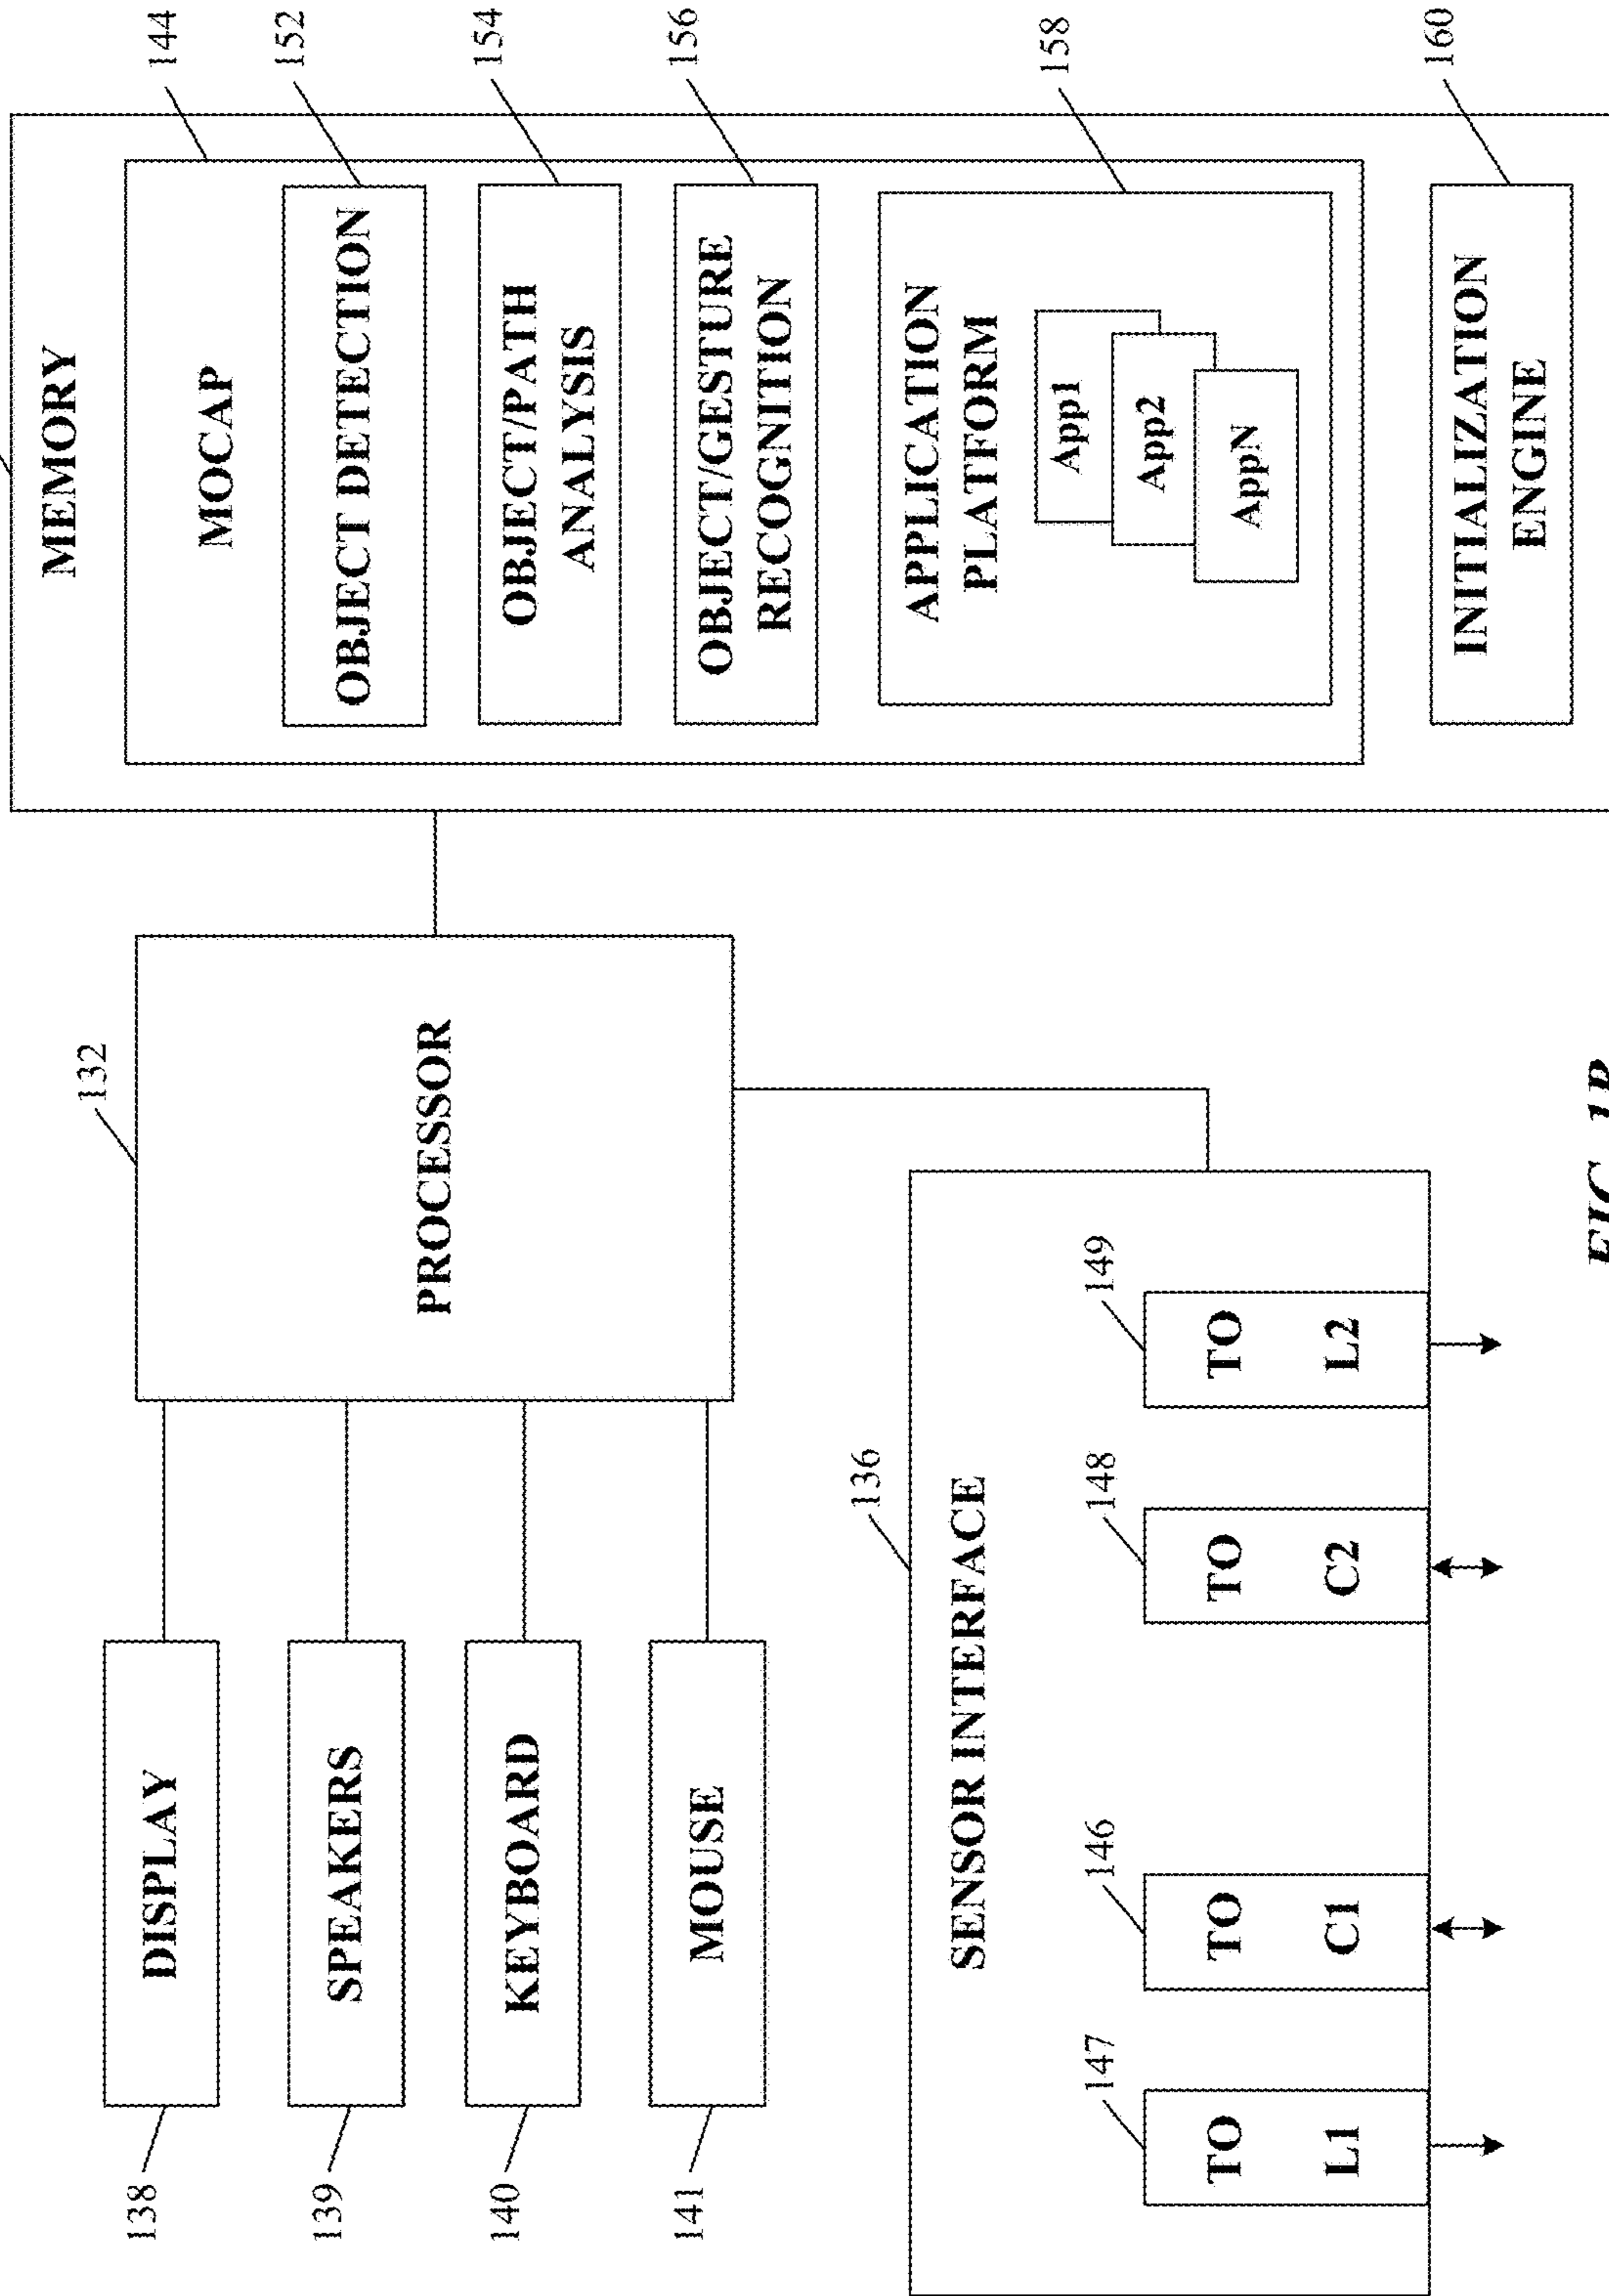 138
DISPLAY
139
SPEAKERS
140
KEYBOARD
141
MOUSE
132
PROCESSOR
MEMORY
144
MOCAP
152
OBJECT DETECTION
154
OBJECT/PATH
ANALYSIS
156
OBJECT/GESTURE
RECOGNITION
158
APPLICATION
PLATFORM
App1
App2
AppN
160
INITIALIZATION
ENGINE
136
SENSOR INTERFACE
147
TO
L1
146
TO
C1
148
TO
C2
149
TO
L2
FIG. 1B